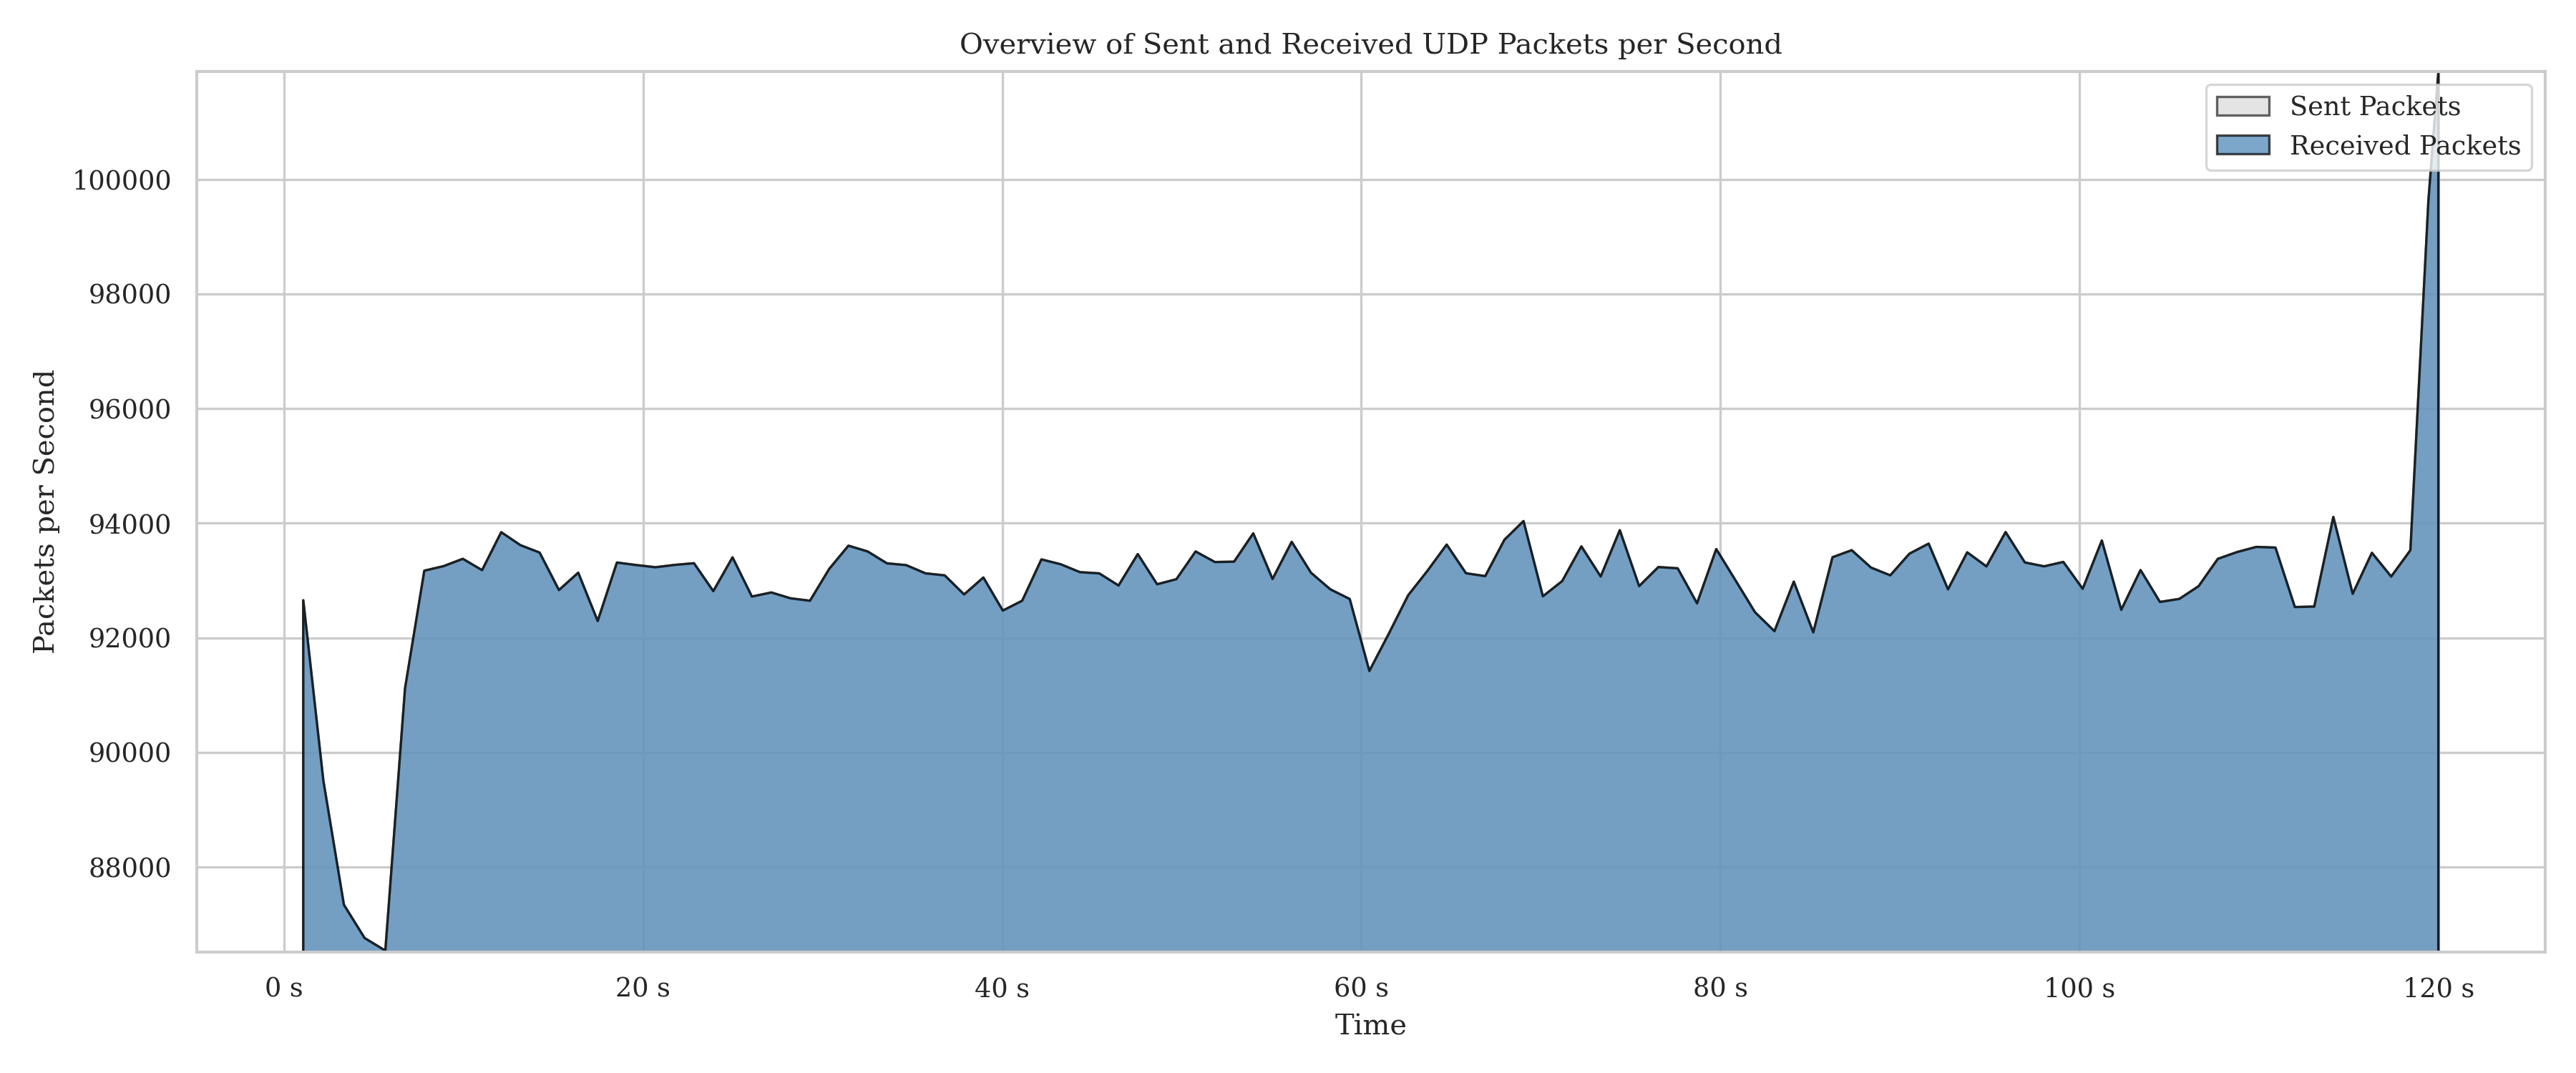 Overview of Sent and Received UDP Packets per Second
Sent Packets
Received Packets
Packets per Second
100000
98000
96000
94000
92000
90000
88000
0 s
20 s
40 s
60 s
80 s
100 s
120 s
Time